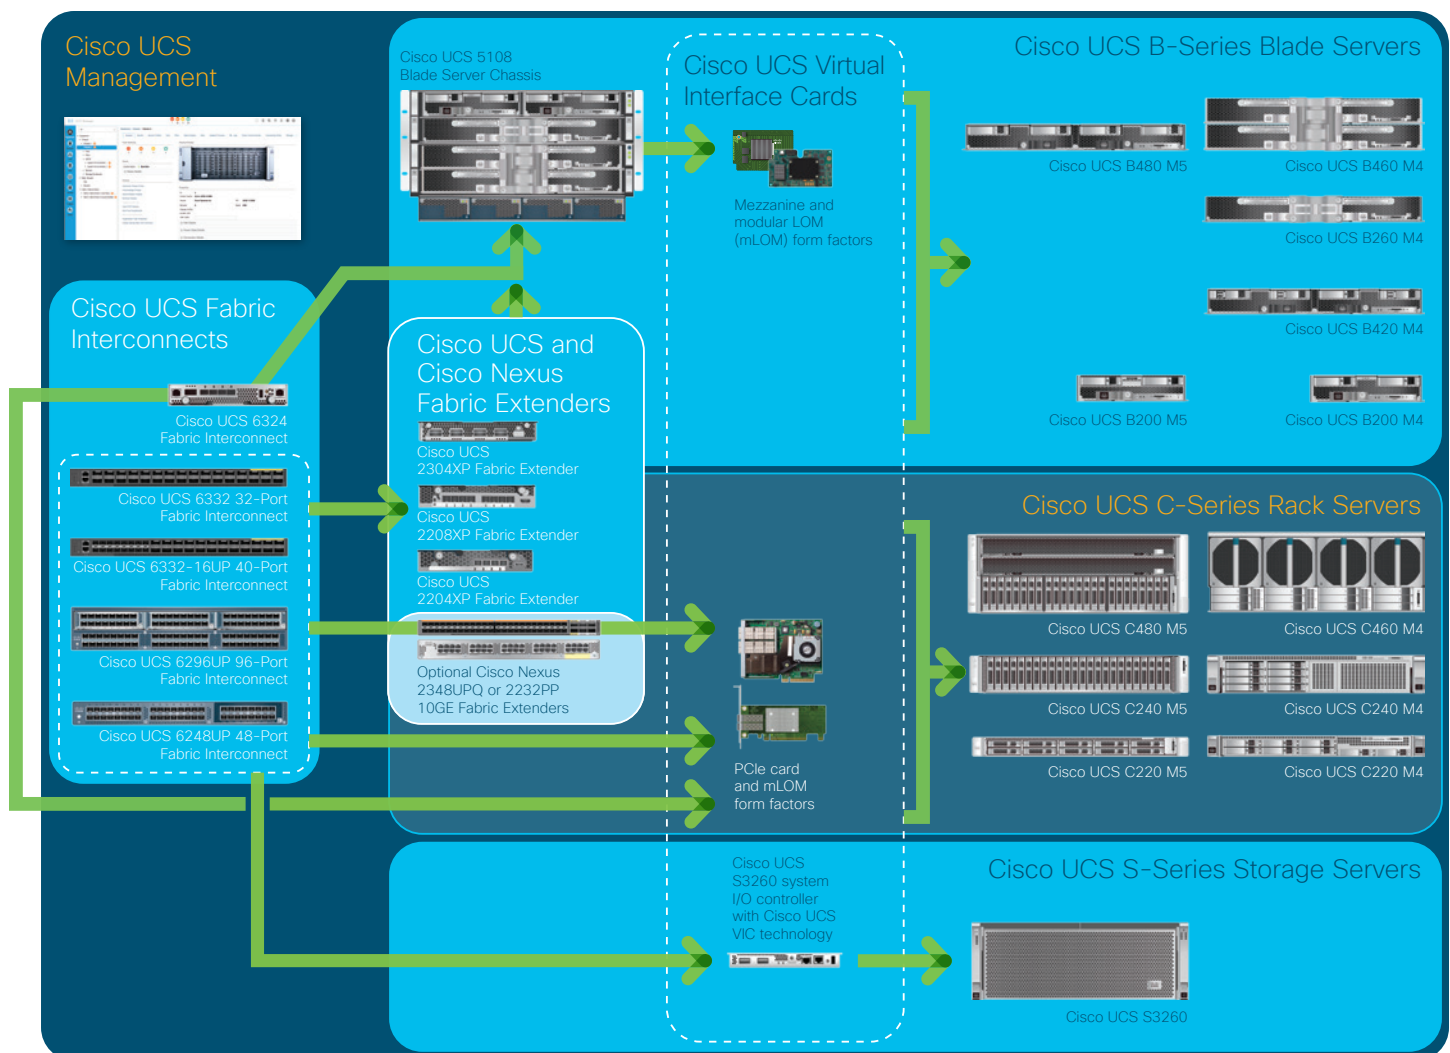 Cisco UCS
Management
Cisco UCS Fabric
Interconnects
Cisco UCS 6324
Fabric Interconnect
Cisco UCS 6332 32-Port
Fabric Interconnect
Cisco UCS 6332-16UP 40-Port
Fabric Interconnect
Cisco UCS 6296UP 96-Port
Fabric Interconnect
Cisco UCS 6248UP 48-Port
Fabric Interconnect
Cisco UCS 5108
Blade Server Chassis
Cisco UCS and
Cisco Nexus
Fabric Extenders
Cisco UCS
2304XP Fabric Extender
Cisco UCS
2208XP Fabric Extender
Cisco UCS
2204XP Fabric Extender
Optional Cisco Nexus
2348UPQ or 2232PP
10GE Fabric Extenders
Cisco UCS Virtual
Interface Cards
Mezzanine and
modular LOM
(mLOM) form factors
PCIe card
and mLOM
form factors
Cisco UCS
S3260 system
I/O controller
with Cisco UCS
VIC technology
Cisco UCS B-Series Blade Servers
Cisco UCS B480 M5
Cisco UCS B460 M4
Cisco UCS B260 M4
Cisco UCS B420 M4
Cisco UCS B200 M5
Cisco UCS B200 M4
Cisco UCS C-Series Rack Servers
Cisco UCS C480 M5
Cisco UCS C460 M4
Cisco UCS C240 M5
Cisco UCS C240 M4
Cisco UCS C220 M5
Cisco UCS C220 M4
Cisco UCS S-Series Storage Servers
Cisco UCS S3260